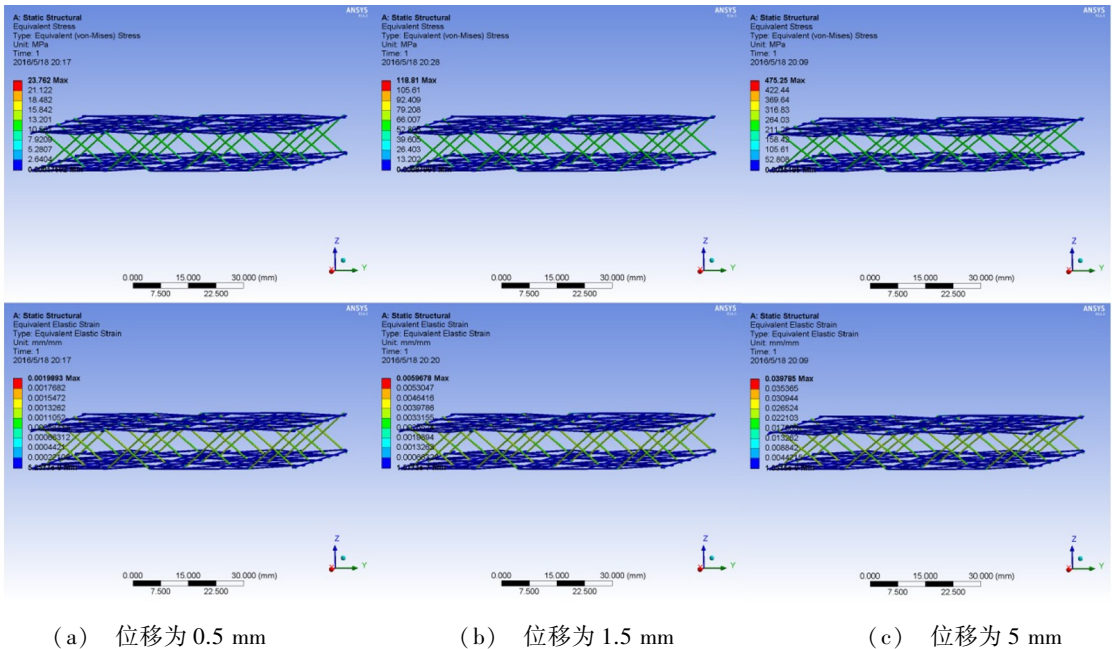 ANSYS
A: Static Structural
Equivalent Stress
Type: Equivalent (von-Mises) Stress
Unit: MPa
Time: 1
2016/5/18 20:17
23.762 Max
21.122
18.482
15.842
13.201
7.9209
5.2807
2.6404
Z
Y
0.000 15.000 30.000 (mm)
7.500 22.500
ANSYS
A: Static Structural
Equivalent Stress
Type: Equivalent (von-Mises) Stress
Unit: MPa
Time: 1
2016/5/18 20:28
118.81 Max
105.61
92.409
79.208
66.007
39.605
26.403
13.202
Z
Y
0.000 15.000 30.000 (mm)
7.500 22.500
ANSYS
A: Static Structural
Equivalent Stress
Type: Equivalent (von-Mises) Stress
Unit: MPa
Time: 1
2016/5/18 20:09
475.25 Max
422.44
369.64
316.83
264.03
158.42
105.61
52.808
Z
Y
0.000 15.000 30.000 (mm)
7.500 22.500
ANSYS
A: Static Structural
Equivalent Elastic Strain
Type: Equivalent Elastic Strain
Unit: mm/mm
Time: 1
2016/5/18 20:17
0.0019893 Max
0.0017682
0.0015472
0.0013262
0.0011052
0.0004421
Z
Y
0.000 15.000 30.000 (mm)
7.500 22.500
ANSYS
A: Static Structural
Equivalent Elastic Strain
Type: Equivalent Elastic Strain
Unit: mm/mm
Time: 1
2016/5/18 20:20
0.0059679 Max
0.0053047
0.0046416
0.0039786
0.0033155
0.0019894
Z
Y
0.000 15.000 30.000 (mm)
7.500 22.500
ANSYS
A: Static Structural
Equivalent Elastic Strain
Type: Equivalent Elastic Strain
Unit: mm/mm
Time: 1
2016/5/18 20:09
0.039785 Max
0.035365
0.030944
0.026524
0.022103
0.013262
0.008842
Z
Y
0.000 15.000 30.000 (mm)
7.500 22.500
(a) 位移为 0.5 mm
(b) 位移为 1.5 mm
(c) 位移为 5 mm